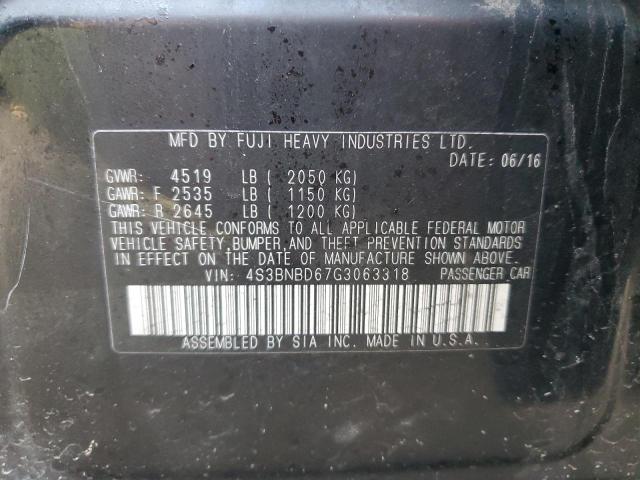 MFD BY FUJI HEAVY INDUSTRIES LTD.
DATE: 06/16
GVWR: 4519 LB ( 2050 KG)
GAWR: F 2535 LB ( 1150 KG)
GAWR: R 2645 LB ( 1200 KG)
THIS VEHICLE CONFORMS TO ALL APPLICABLE FEDERAL MOTOR
VEHICLE SAFETY, BUMPER, AND THEFT PREVENTION STANDARDS
IN EFFECT ON THE DATE OF MANUFACTURE SHOWN ABOVE.
VIN: 4S3BNBD67G3063318 PASSENGER CAR
ASSEMBLED BY SIA INC. MADE IN U.S.A.